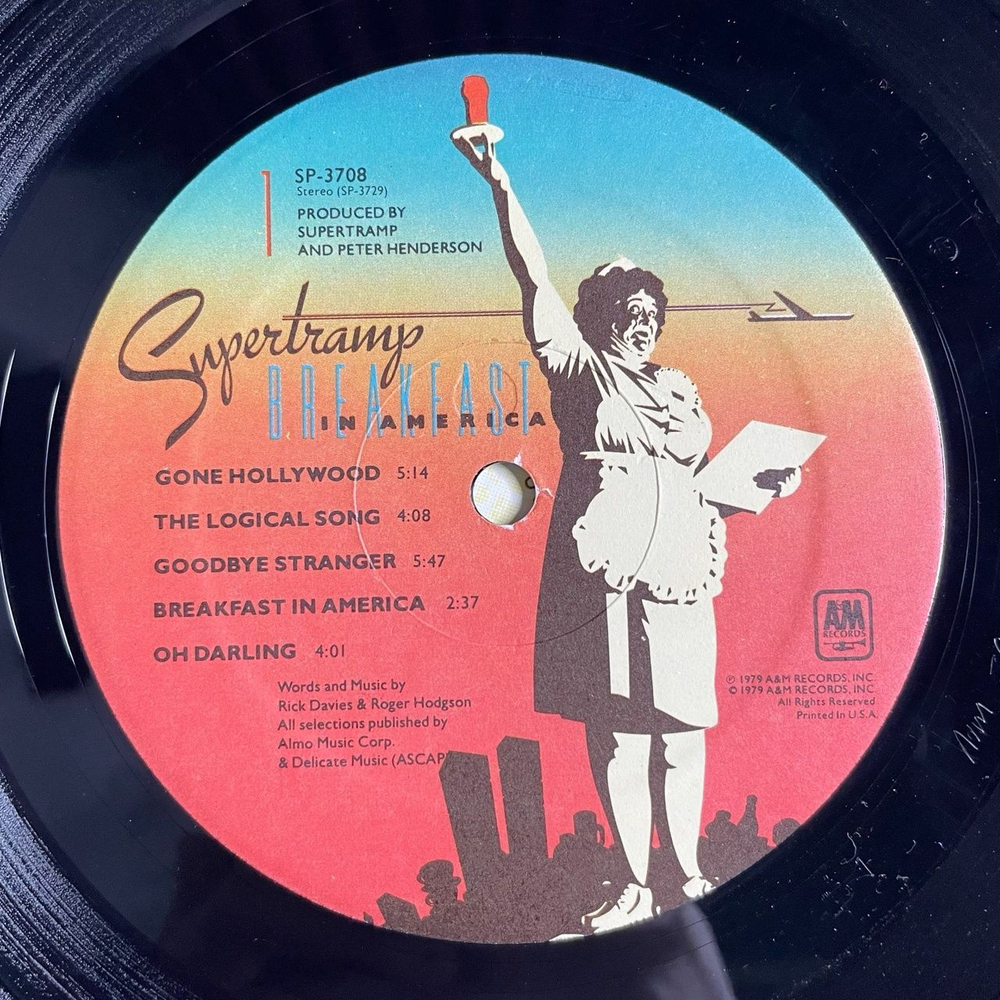 1
SP-3708
Stereo (SP-3729)
PRODUCED BY
SUPERTRAMP
AND PETER HENDERSON
Supertramp
BREAKFAST
IN AMERICA
GONE HOLLYWOOD 5:14
THE LOGICAL SONG 4:08
GOODBYE STRANGER 5:47
BREAKFAST IN AMERICA 2:37
OH DARLING 4:01
Words and Music by
Rick Davies & Roger Hodgson
All selections published by
Almo Music Corp.
& Delicate Music (ASCAP
A&M
RECORDS
℗ 1979 A&M RECORDS, INC.
© 1979 A&M RECORDS, INC
All Rights Reserved
Printed In U.S.A.